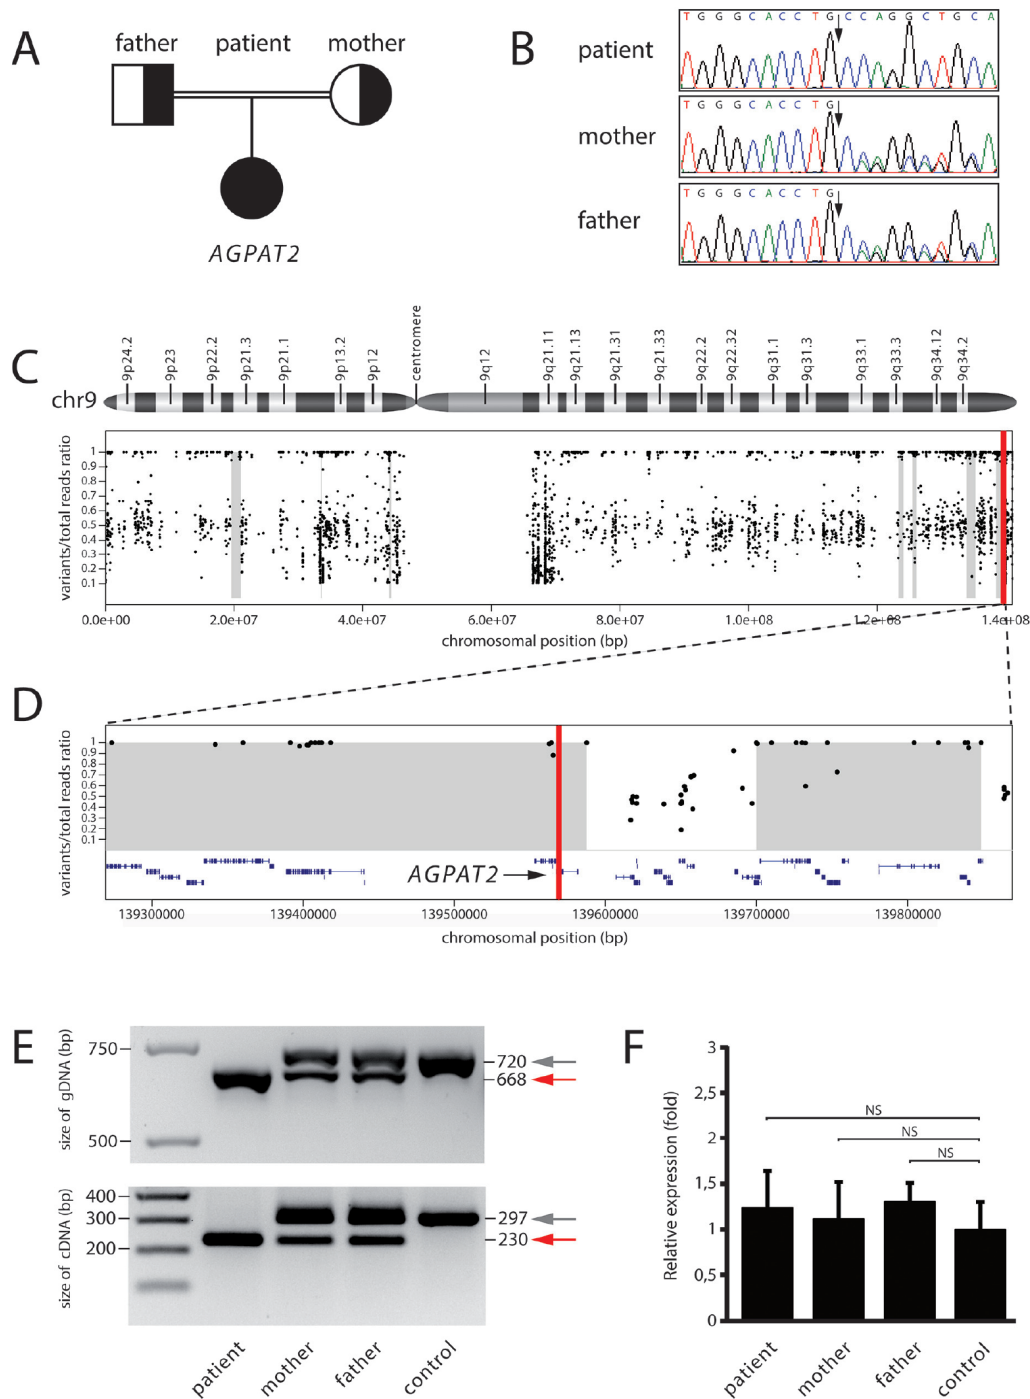 A
father
patient
mother
AGPAT2
B
patient
T G G G C A C C T G C C A G G C T G C A
mother
T G G G C A C C T G
father
T G G G C A C C T G
C
chr9
9p24.2
9p23
9p22.2
9p21.3
9p21.1
9p13.2
9p12
centromere
9q12
9q21.11
9q21.13
9q21.31
9q21.33
9q22.2
9q22.32
9q31.1
9q31.3
9q33.1
9q33.3
9q34.12
9q34.2
variants/total reads ratio
1
0.9
0.8
0.7
0.6
0.5
0.4
0.3
0.2
0.1
0.0e+00
2.0e+07
4.0e+07
6.0e+07
8.0e+07
1.0e+08
1.2e+08
1.4e+08
chromosomal position (bp)
D
variants/total reads ratio
1
0.9
0.8
0.7
0.6
0.5
0.4
0.3
0.2
0.1
AGPAT2
139300000
139400000
139500000
139600000
139700000
139800000
chromosomal position (bp)
E
size of gDNA (bp)
750
500
720
668
size of cDNA (bp)
400
300
200
297
230
patient
mother
father
control
F
Relative expression (fold)
3
2,5
2
1,5
1
0,5
0
NS
NS
NS
patient
mother
father
control